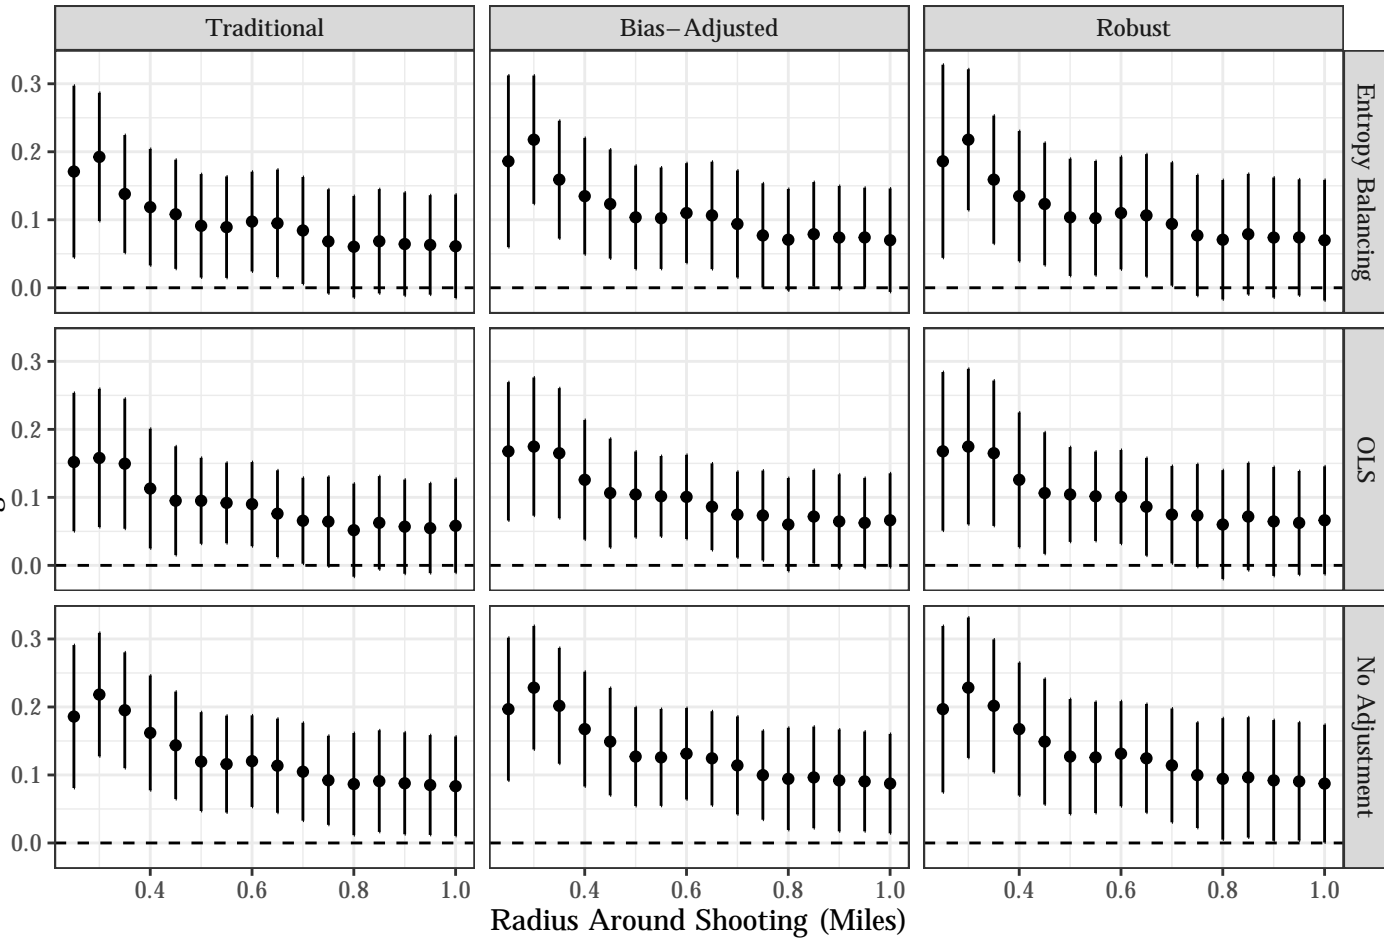 Traditional Bias−Adjusted Robust
0.3
0.2
0.1
0.0
Entropy Balancing
0.3
0.2
0.1
0.0
OLS
0.3
0.2
0.1
0.0
No Adjustment
0.4 0.6 0.8 1.0 0.4 0.6 0.8 1.0 0.4 0.6 0.8 1.0
Radius Around Shooting (Miles)